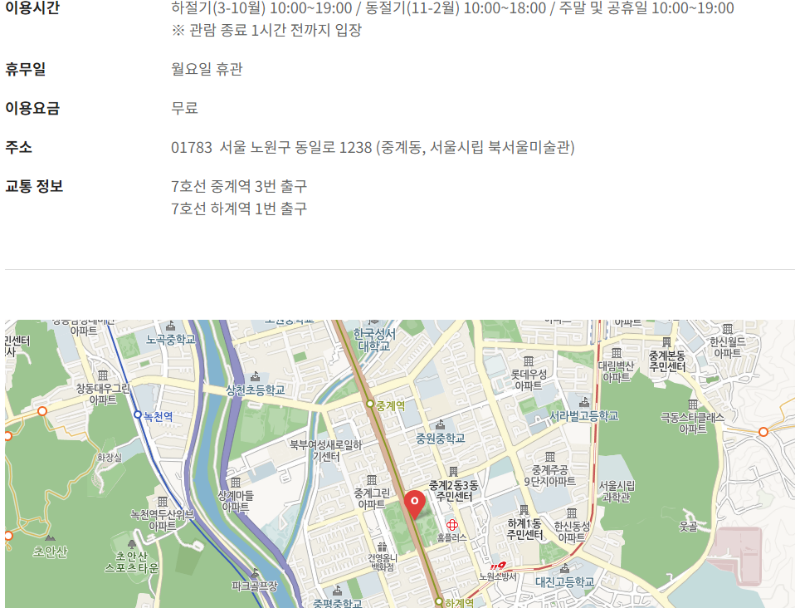 이용시간
하절기(3-10월) 10:00~19:00 / 동절기(11-2월) 10:00~18:00 / 주말 및 공휴일 10:00~19:00
※ 관람 종료 1시간 전까지 입장
휴무일
월요일 휴관
이용요금
무료
주소
01783 서울 노원구 동일로 1238 (중계동, 서울시립 북서울미술관)
교통 정보
7호선 중계역 3번 출구
7호선 하계역 1번 출구
아파트
노곡중학교
한국성서
대학교
한신월드
아파트
중계본동
주민센터
대림벽산
아파트
롯데우성
아파트
창동대우그린
아파트
상천초등학교
녹천역
중계역
서라벌고등학교
극동스타클래스
아파트
중원중학교
북부여성새로일하
기센터
화장실
중계주공
9단지아파트
중계그린
아파트
중계2동3동
주민센터
서울시립
과학관
상계마들
아파트
녹천역두산위브
아파트
하계1동
주민센터
한신동성
아파트
옻골
홈플러스
초안산
초안산
스포츠타운
건영옴니
백화점
노원소방서
대진고등학교
파크골프장
중평중학교
하계역